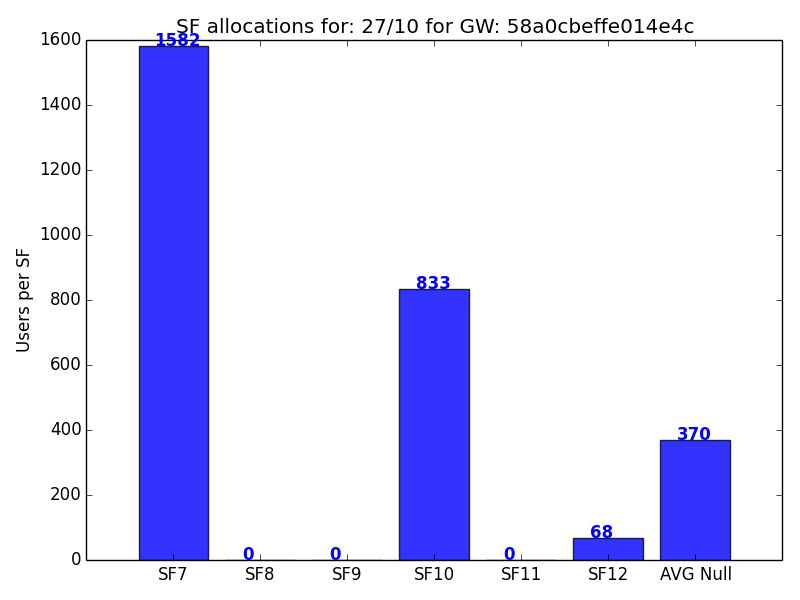 SF allocations for: 27/10 for GW: 58a0cbeffe014e4c
Users per SF
1600
1400
1200
1000
800
600
400
200
0
1582
0
0
833
0
68
370
SF7
SF8
SF9
SF10
SF11
SF12
AVG Null